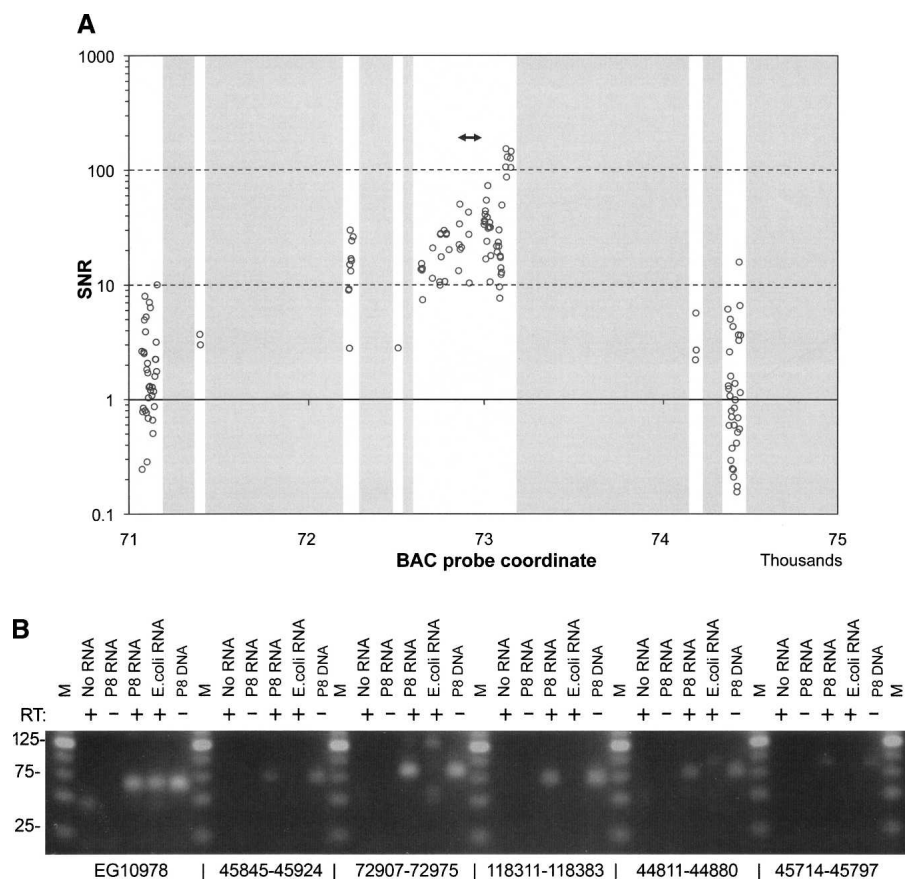 A
1000
100
10
1
0.1
SNR
71 72 73 74 75
BAC probe coordinate
Thousands
B
M No RNA P8 RNA P8 RNA E.coli RNA P8 DNA M No RNA P8 RNA P8 RNA E.coli RNA P8 DNA M No RNA P8 RNA P8 RNA E.coli RNA P8 DNA M No RNA P8 RNA P8 RNA E.coli RNA P8 DNA M No RNA P8 RNA P8 RNA E.coli RNA P8 DNA M No RNA P8 RNA P8 RNA E.coli RNA P8 DNA M
RT: + − + + − + − + + − + − + + − + − + + − + − + + − + − + + −
125-
75-
25-
EG10978 | 45845-45924 | 72907-72975 | 118311-118383 | 44811-44880 | 45714-45797